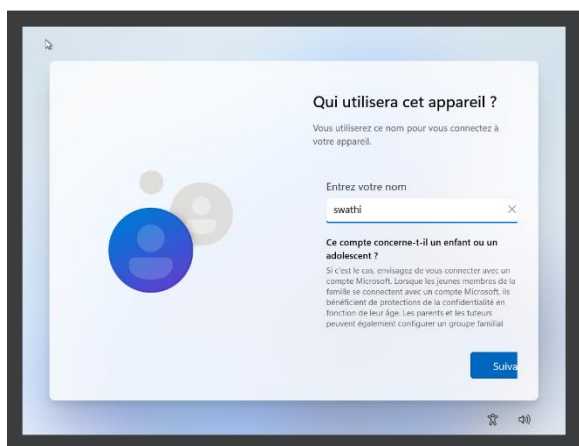 Qui utilisera cet appareil ?
Vous utiliserez ce nom pour vous connectez à
votre appareil.
Entrez votre nom
swathi
Ce compte concerne-t-il un enfant ou un
adolescent ?
Si c'est le cas, envisagez de vous connecter avec un
compte Microsoft. Lorsque les jeunes membres de la
famille se connectent avec un compte Microsoft, ils
bénéficient de protections de la confidentialité en
fonction de leur âge. Les parents et les tuteurs
peuvent également configurer un groupe familial
Suiva